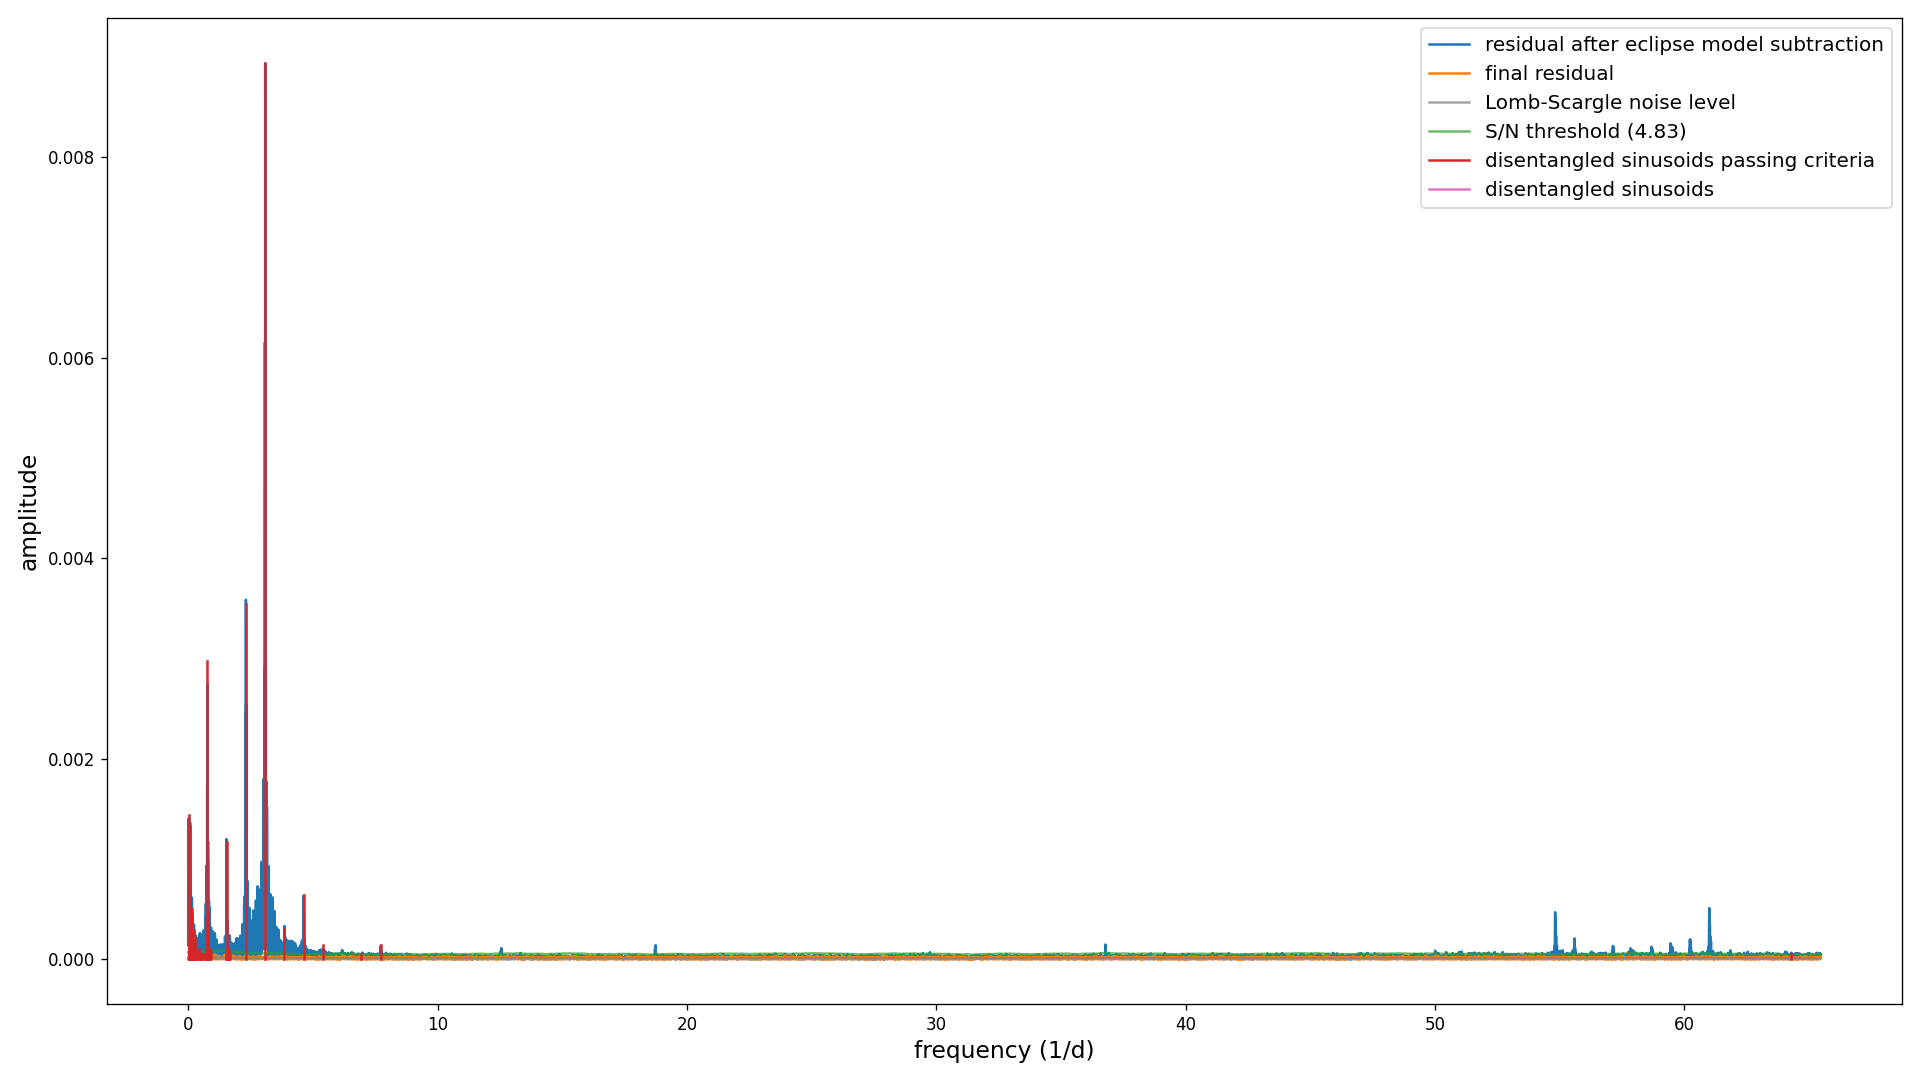 residual after eclipse model subtraction
final residual
Lomb-Scargle noise level
S/N threshold (4.83)
disentangled sinusoids passing criteria
disentangled sinusoids
0.008
0.006
0.004
0.002
0.000
amplitude
0 10 20 30 40 50 60
frequency (1/d)